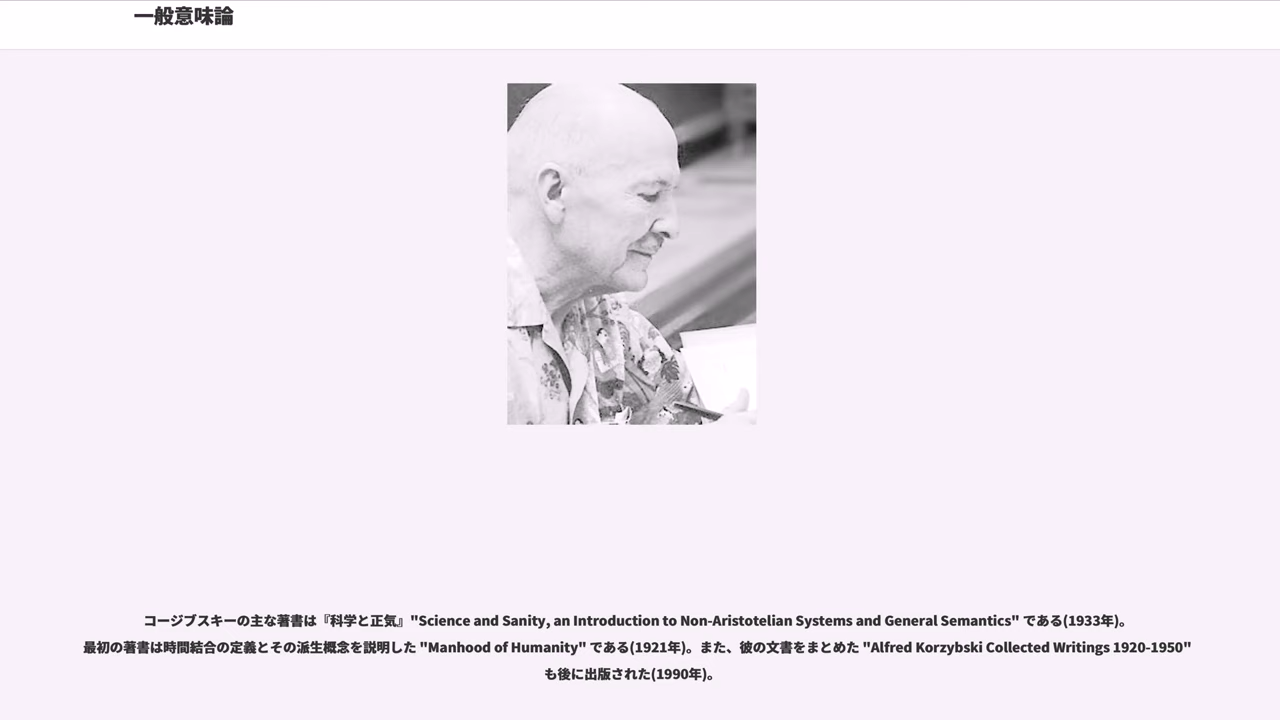 一般意味論
コージブスキーの主な著書は『科学と正気』"Science and Sanity, an Introduction to Non-Aristotelian Systems and General Semantics" である(1933年)。
最初の著書は時間結合の定義とその派生概念を説明した "Manhood of Humanity" である(1921年)。また、彼の文書をまとめた "Alfred Korzybski Collected Writings 1920-1950"
も後に出版された(1990年)。